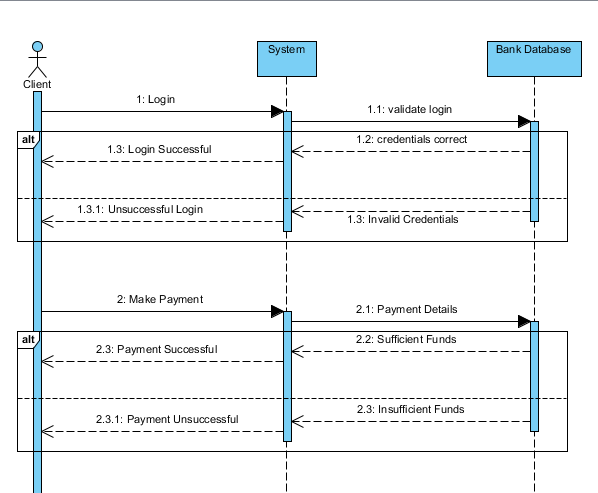 System
Bank Database
Client
1: Login
1.1: validate login
alt
1.2: credentials correct
1.3: Login Successful
1.3.1: Unsuccessful Login
1.3: Invalid Credentials
2: Make Payment
2.1: Payment Details
alt
2.2: Sufficient Funds
2.3: Payment Successful
2.3: Insufficient Funds
2.3.1: Payment Unsuccessful